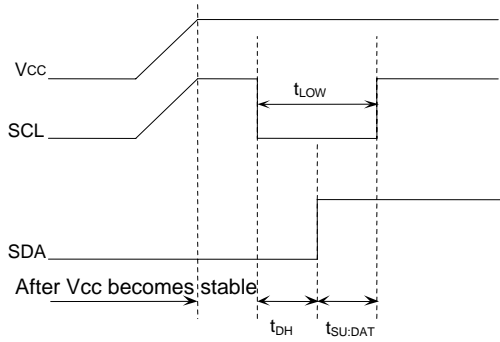 VCC
tLOW
SCL
SDA
After Vcc becomes stable
tDH
tSU:DAT